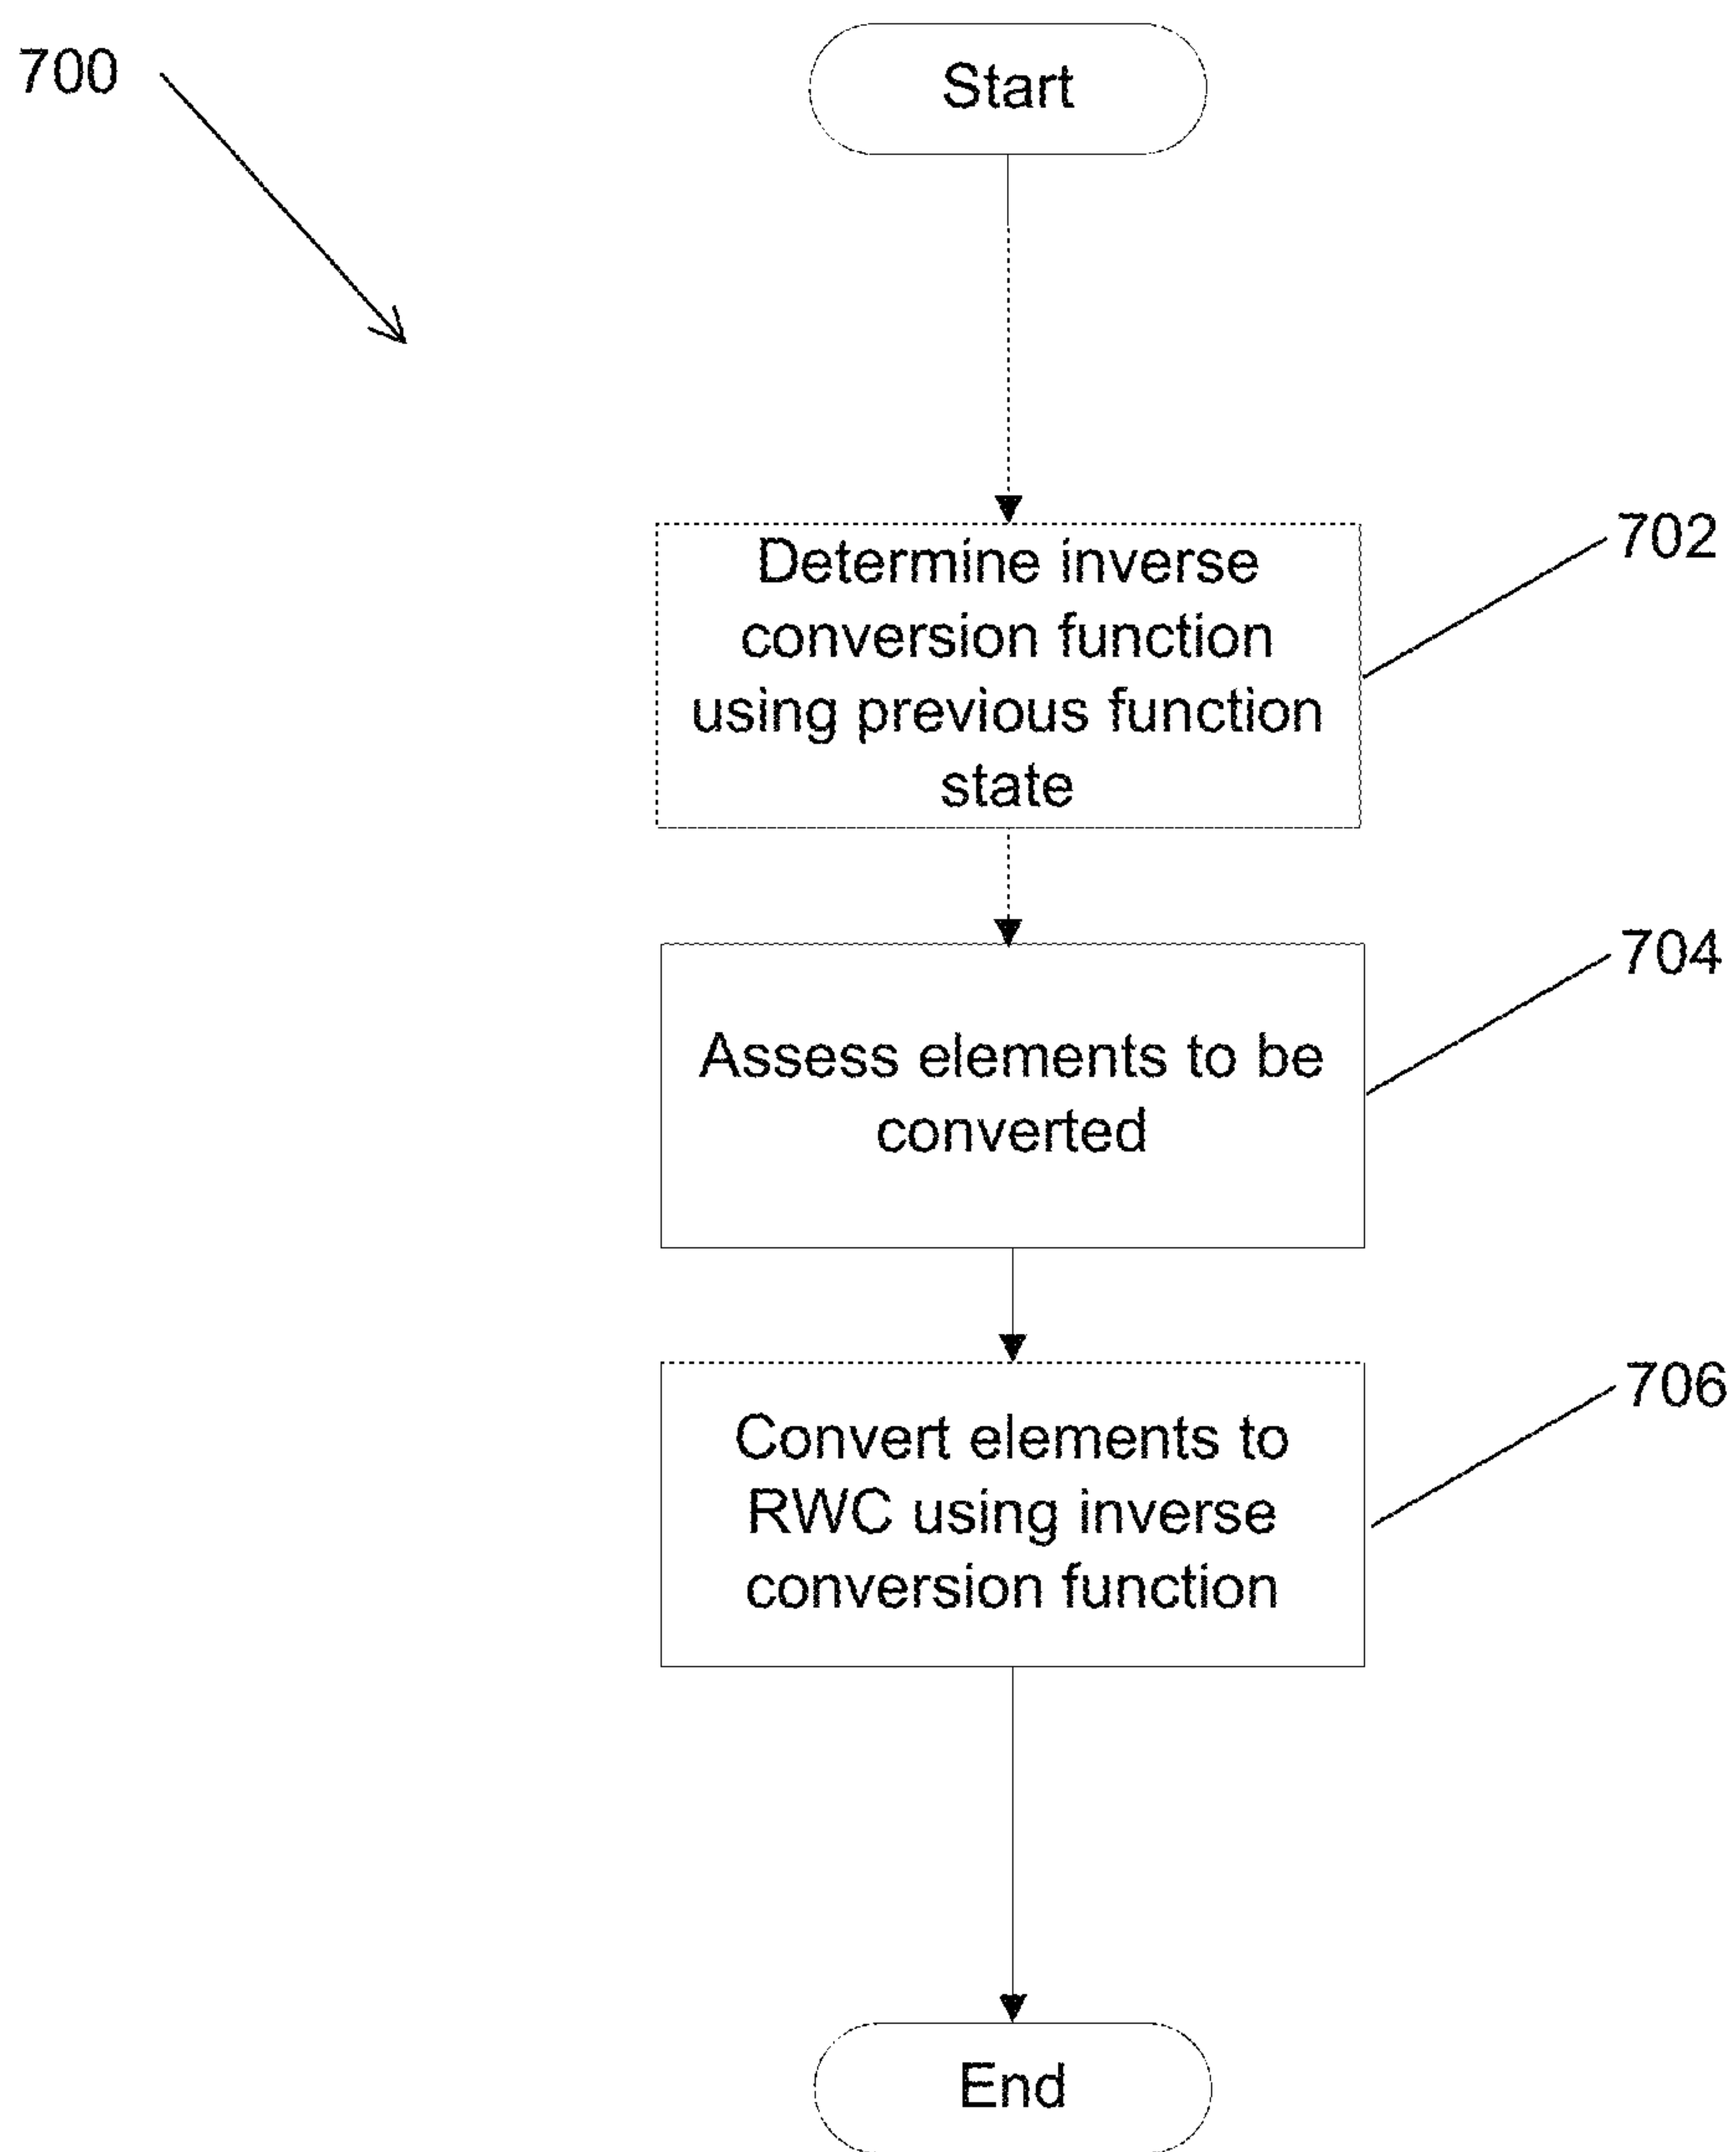 700
Start
702
Determine inverse
conversion function
using previous function
state
704
Assess elements to be
converted
706
Convert elements to
RWC using inverse
conversion function
End